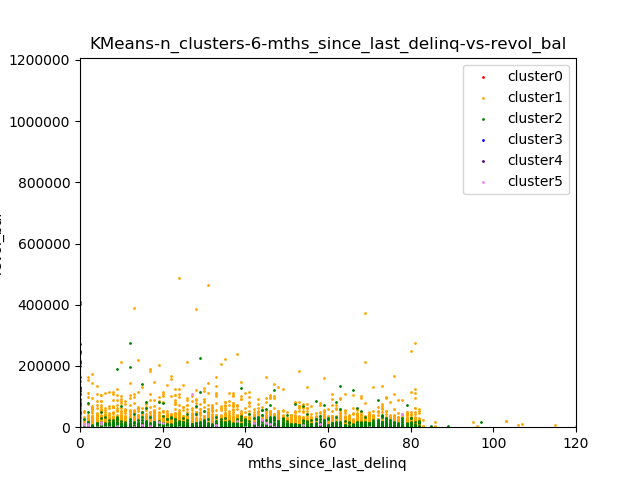 KMeans-n_clusters-6-mths_since_last_delinq-vs-revol_bal
1200000
1000000
800000
600000
400000
200000
0
0 20 40 60 80 100 120
mths_since_last_delinq
cluster0
cluster1
cluster2
cluster3
cluster4
cluster5